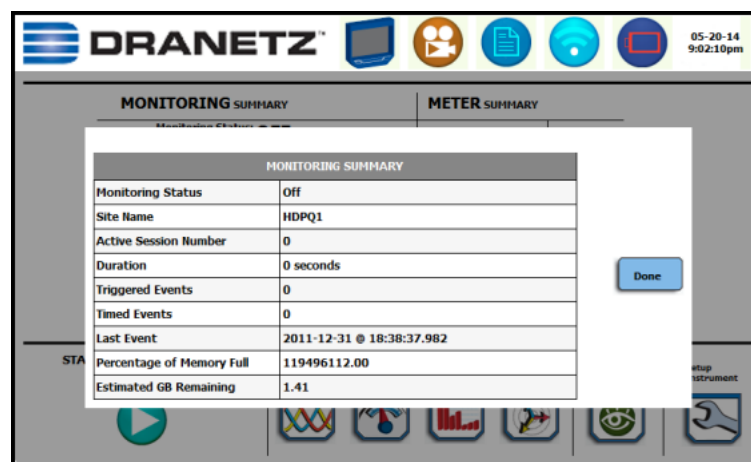 DRANETZ
05-20-14
9:02:10pm
MONITORING SUMMARY
METER SUMMARY
Monitoring Status:
MONITORING SUMMARY
Monitoring Status Off
Site Name HDPQ1
Active Session Number 0
Duration 0 seconds
Triggered Events 0
Timed Events 0
Last Event 2011-12-31 @ 18:38:37.982
Percentage of Memory Full 119496112.00
Estimated GB Remaining 1.41
Done
STA